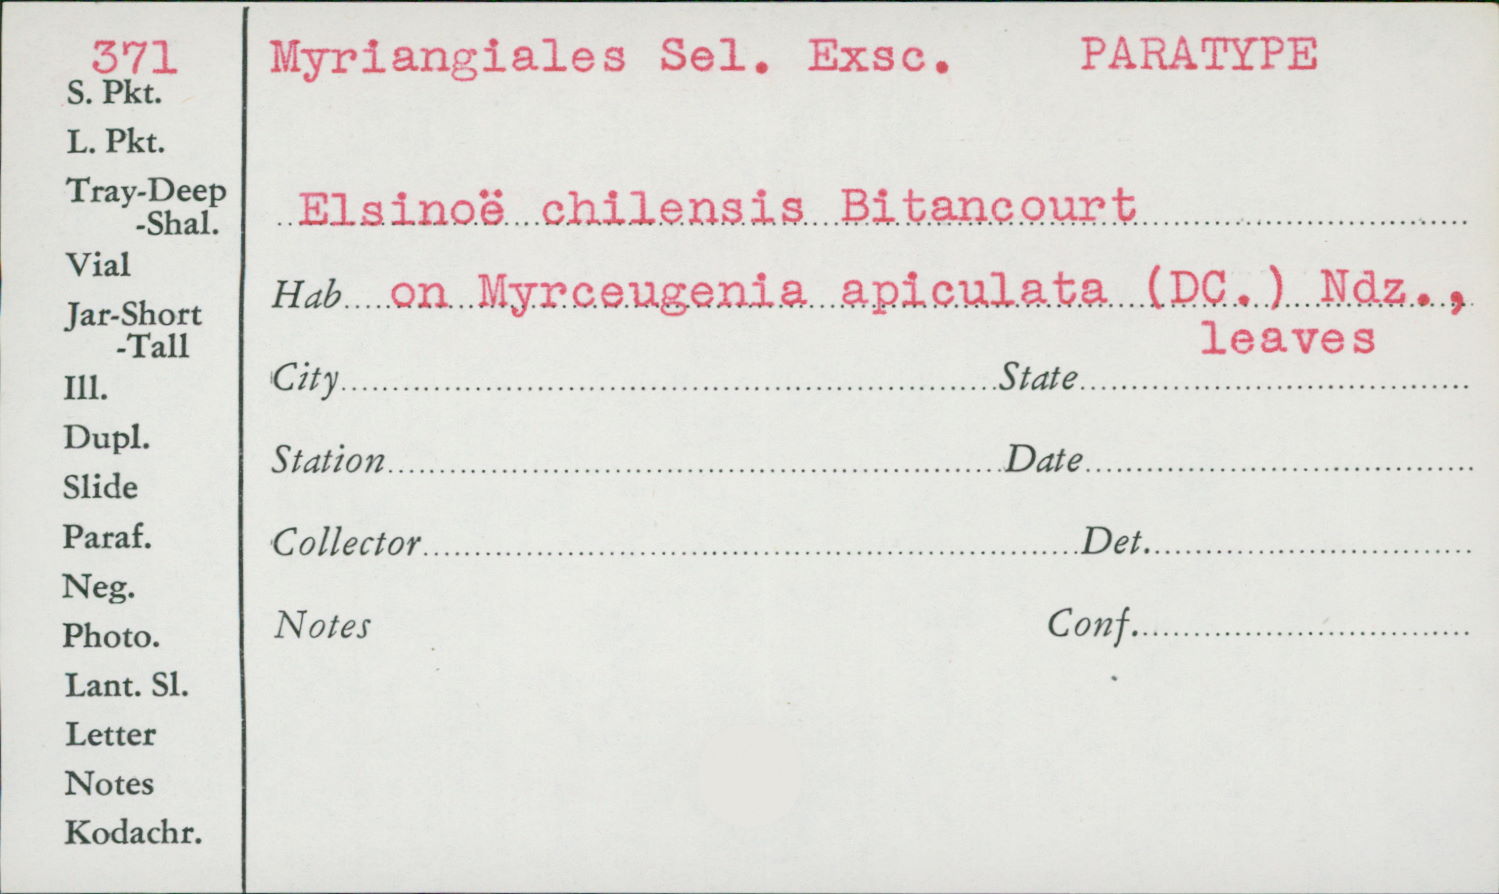 371
S. Pkt.
L. Pkt.
Tray-Deep
-Shal.
Vial
Jar-Short
-Tall
Ill.
Dupl.
Slide
Paraf.
Neg.
Photo.
Lant. Sl.
Letter
Notes
Kodachr.
Myriangiales Sel. Exsc. PARATYPE
Elsinoë chilensis Bitancourt
Hab on Myrceugenia apiculata (DC.) Ndz.,
leaves
City State
Station Date
Collector Det.
Notes Conf.